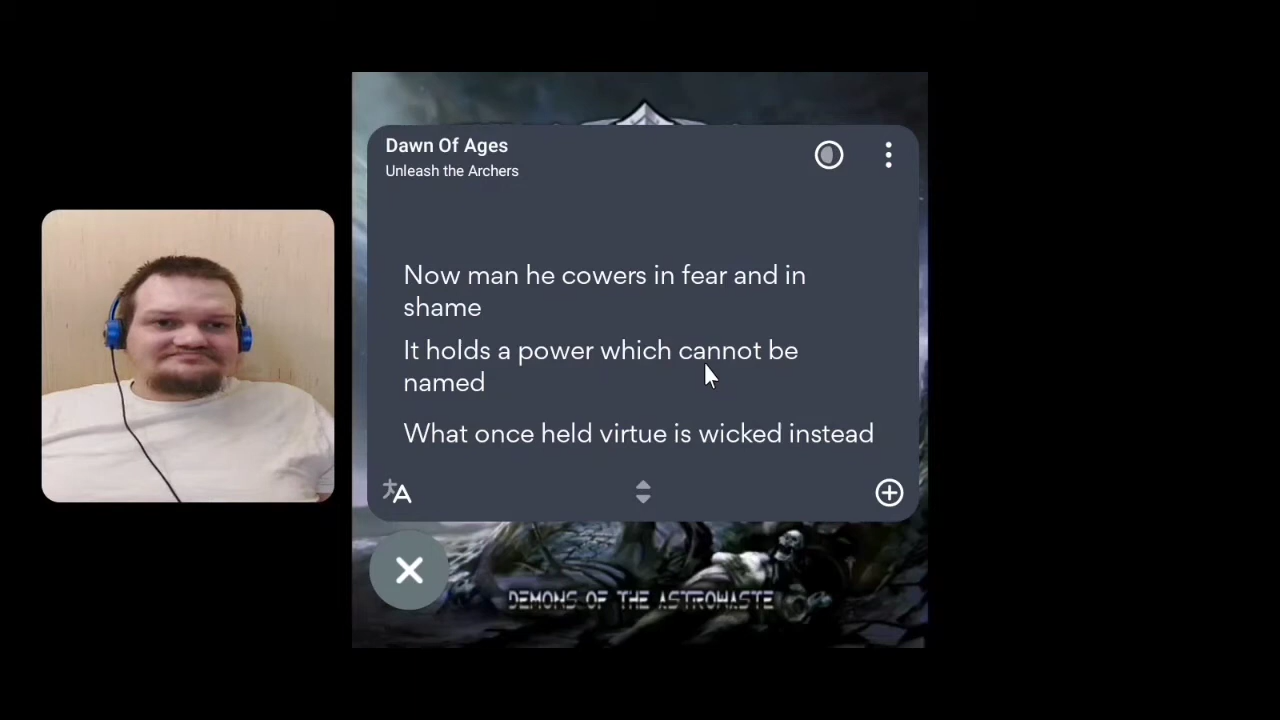 Dawn Of Ages
Unleash the Archers
Now man he cowers in fear and in
shame
It holds a power which cannot be
named
What once held virtue is wicked instead
DEMONS OF THE ASTROWASTE